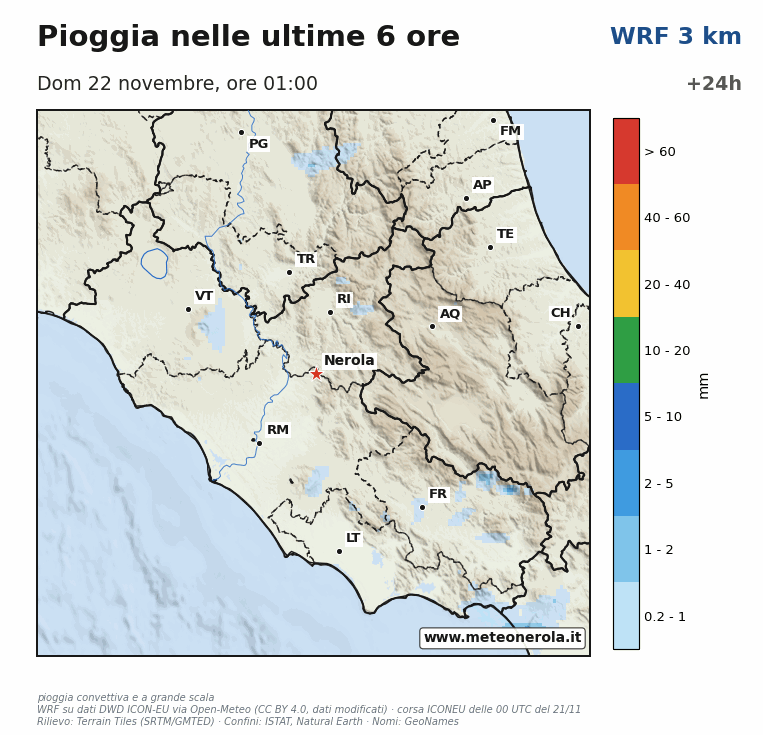 Pioggia nelle ultime 6 ore
WRF 3 km
Dom 22 novembre, ore 01:00
+24h
FM
PG
> 60
AP
40 - 60
TE
TR
20 - 40
VT
RI
AQ
CH
10 - 20
Nerola
mm
5 - 10
RM
2 - 5
FR
LT
1 - 2
0.2 - 1
www.meteonerola.it
pioggia convettiva e a grande scala
WRF su dati DWD ICON-EU via Open-Meteo (CC BY 4.0, dati modificati) · corsa ICONEU delle 00 UTC del 21/11
Rilievo: Terrain Tiles (SRTM/GMTED) · Confini: ISTAT, Natural Earth · Nomi: GeoNames